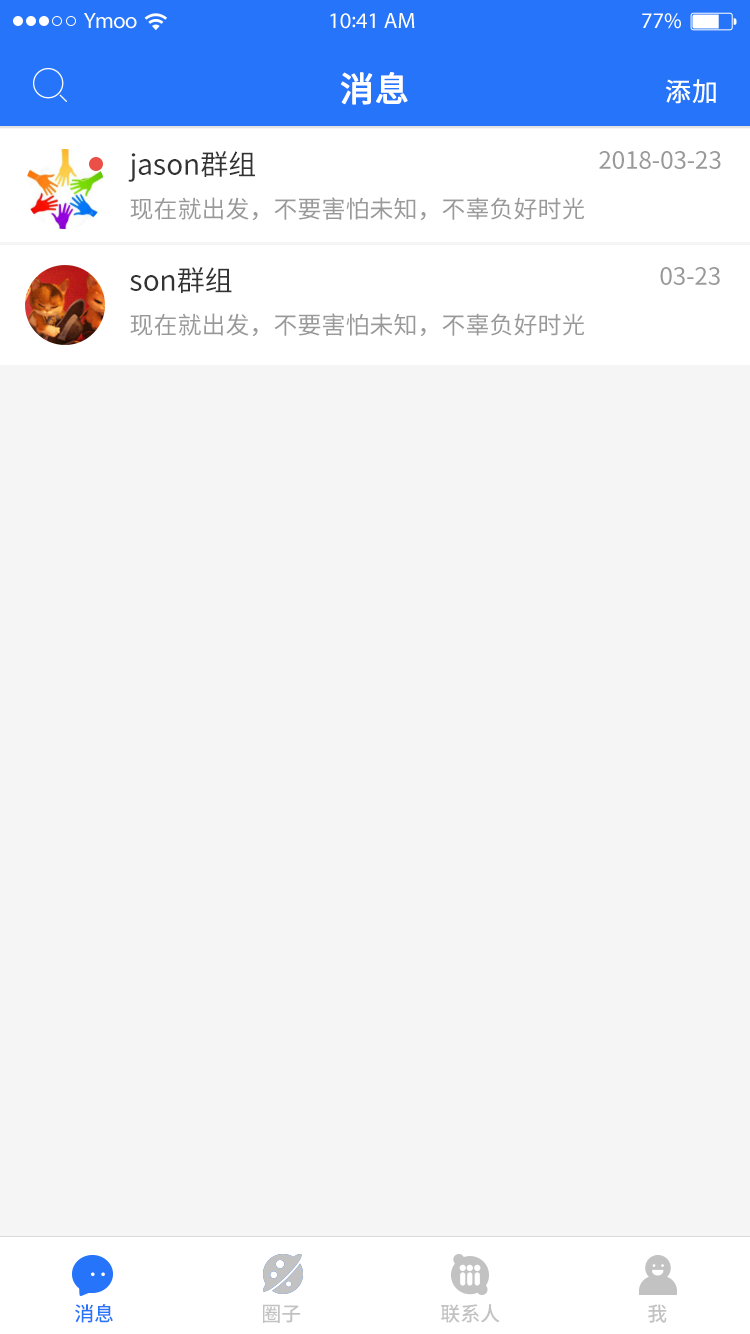 Ymoo 10:41 AM 77%
消息 添加
jason群组 2018-03-23
现在就出发，不要害怕未知，不辜负好时光
son群组 03-23
现在就出发，不要害怕未知，不辜负好时光
消息 圈子 联系人 我